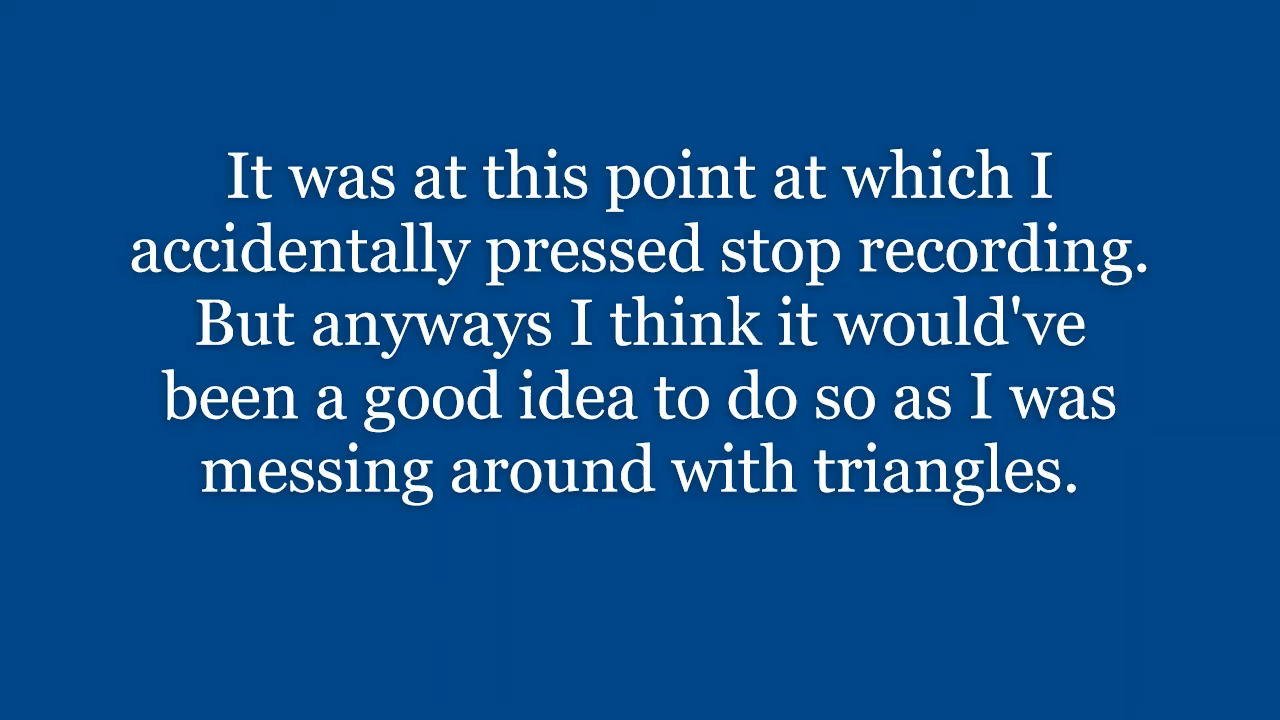 It was at this point at which I
accidentally pressed stop recording.
But anyways I think it would've
been a good idea to do so as I was
messing around with triangles.